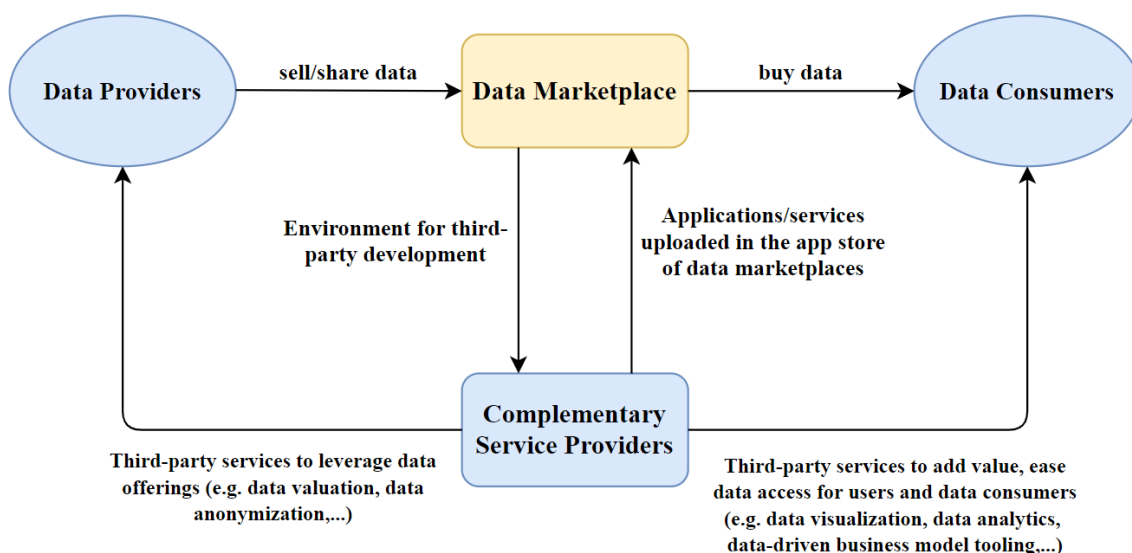 Data Providers
sell/share data
Data Marketplace
buy data
Data Consumers
Environment for third-
party development
Applications/services
uploaded in the app store
of data marketplaces
Complementary
Service Providers
Third-party services to leverage data
offerings (e.g. data valuation, data
anonymization,...)
Third-party services to add value, ease
data access for users and data consumers
(e.g. data visualization, data analytics,
data-driven business model tooling,...)